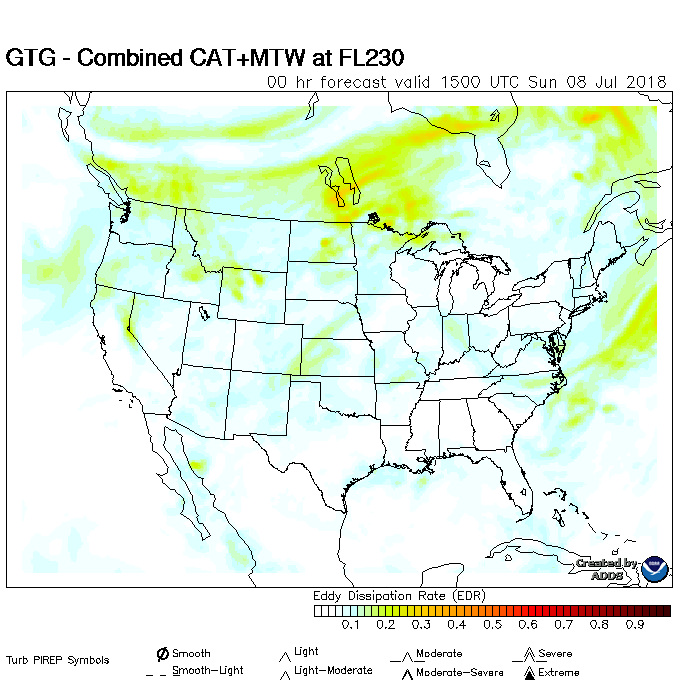 GTG - Combined CAT+MTW at FL230
00 hr forecast valid 1500 UTC Sun 08 Jul 2018
Created by
ADDS
Eddy Dissipation Rate (EDR)
0.1 0.2 0.3 0.4 0.5 0.6 0.7 0.8 0.9
Turb PIREP Symbols
Smooth Light Moderate Severe
Smooth-Light Light-Moderate Moderate-Severe Extreme